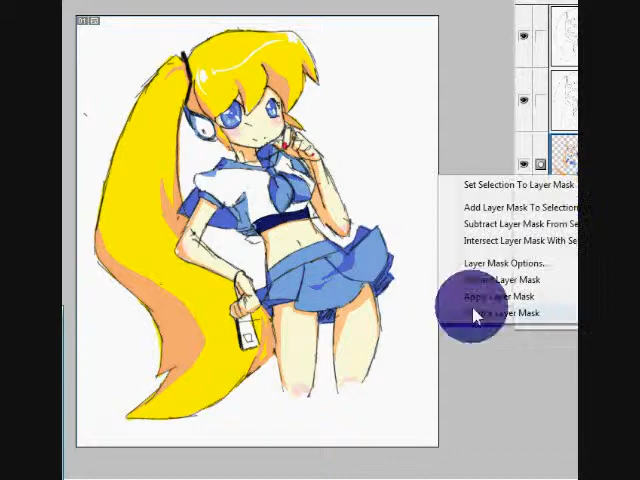 Set Selection To Layer Mask
Add Layer Mask To Selection
Subtract Layer Mask From Se
Intersect Layer Mask With Se
Layer Mask Options...
Layer Mask
Apply Layer Mask
Layer Mask